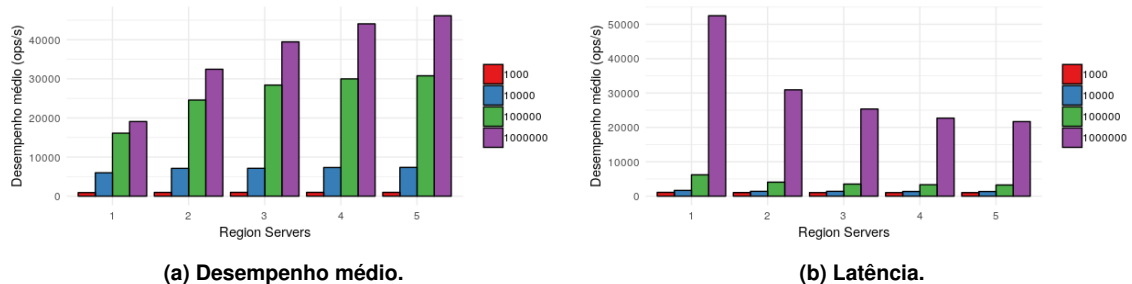 Desempenho médio (ops/s)
40000
30000
20000
10000
0
1 2 3 4 5
Region Servers
1000
10000
100000
1000000
(a) Desempenho médio.
Desempenho médio (ops/s)
50000
40000
30000
20000
10000
0
1 2 3 4 5
Region Servers
1000
10000
100000
1000000
(b) Latência.